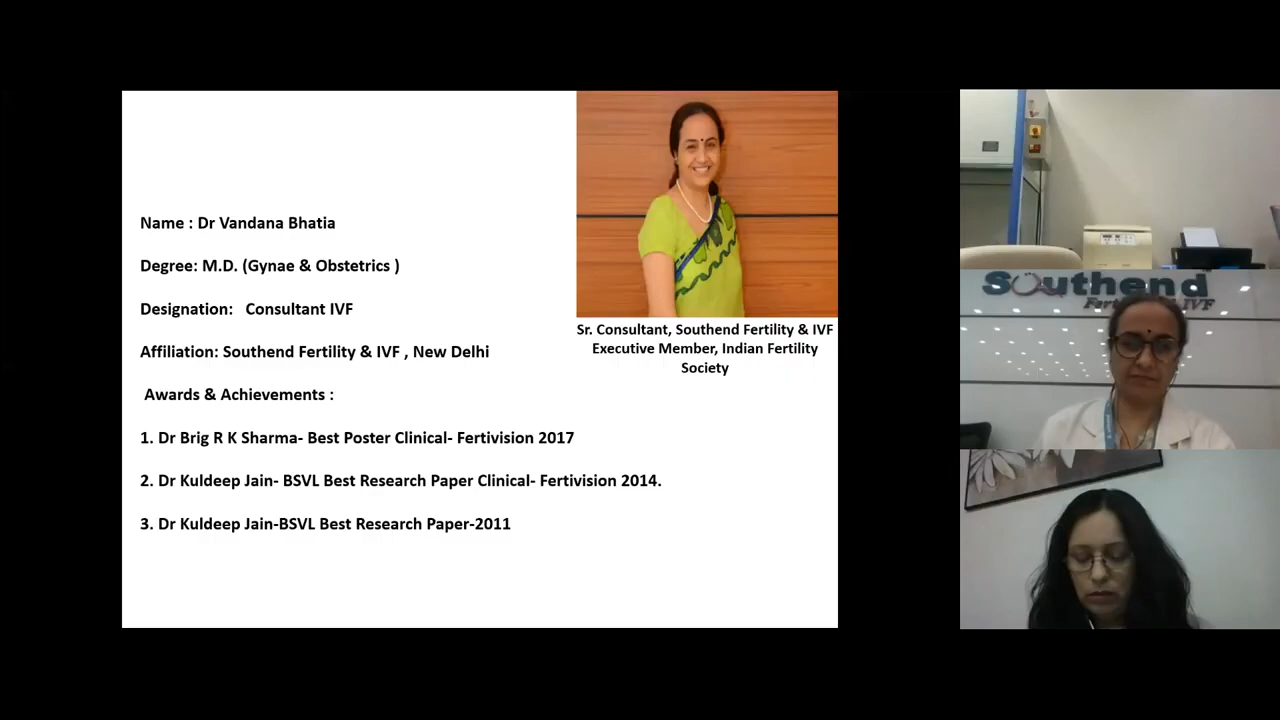 Name : Dr Vandana Bhatia
Degree: M.D. (Gynae & Obstetrics )
Designation: Consultant IVF
Affiliation: Southend Fertility & IVF , New Delhi
Awards & Achievements :
1. Dr Brig R K Sharma- Best Poster Clinical- Fertivision 2017
2. Dr Kuldeep Jain- BSVL Best Research Paper Clinical- Fertivision 2014.
3. Dr Kuldeep Jain-BSVL Best Research Paper-2011
Sr. Consultant, Southend Fertility & IVF
Executive Member, Indian Fertility
Society
Southend
IVF